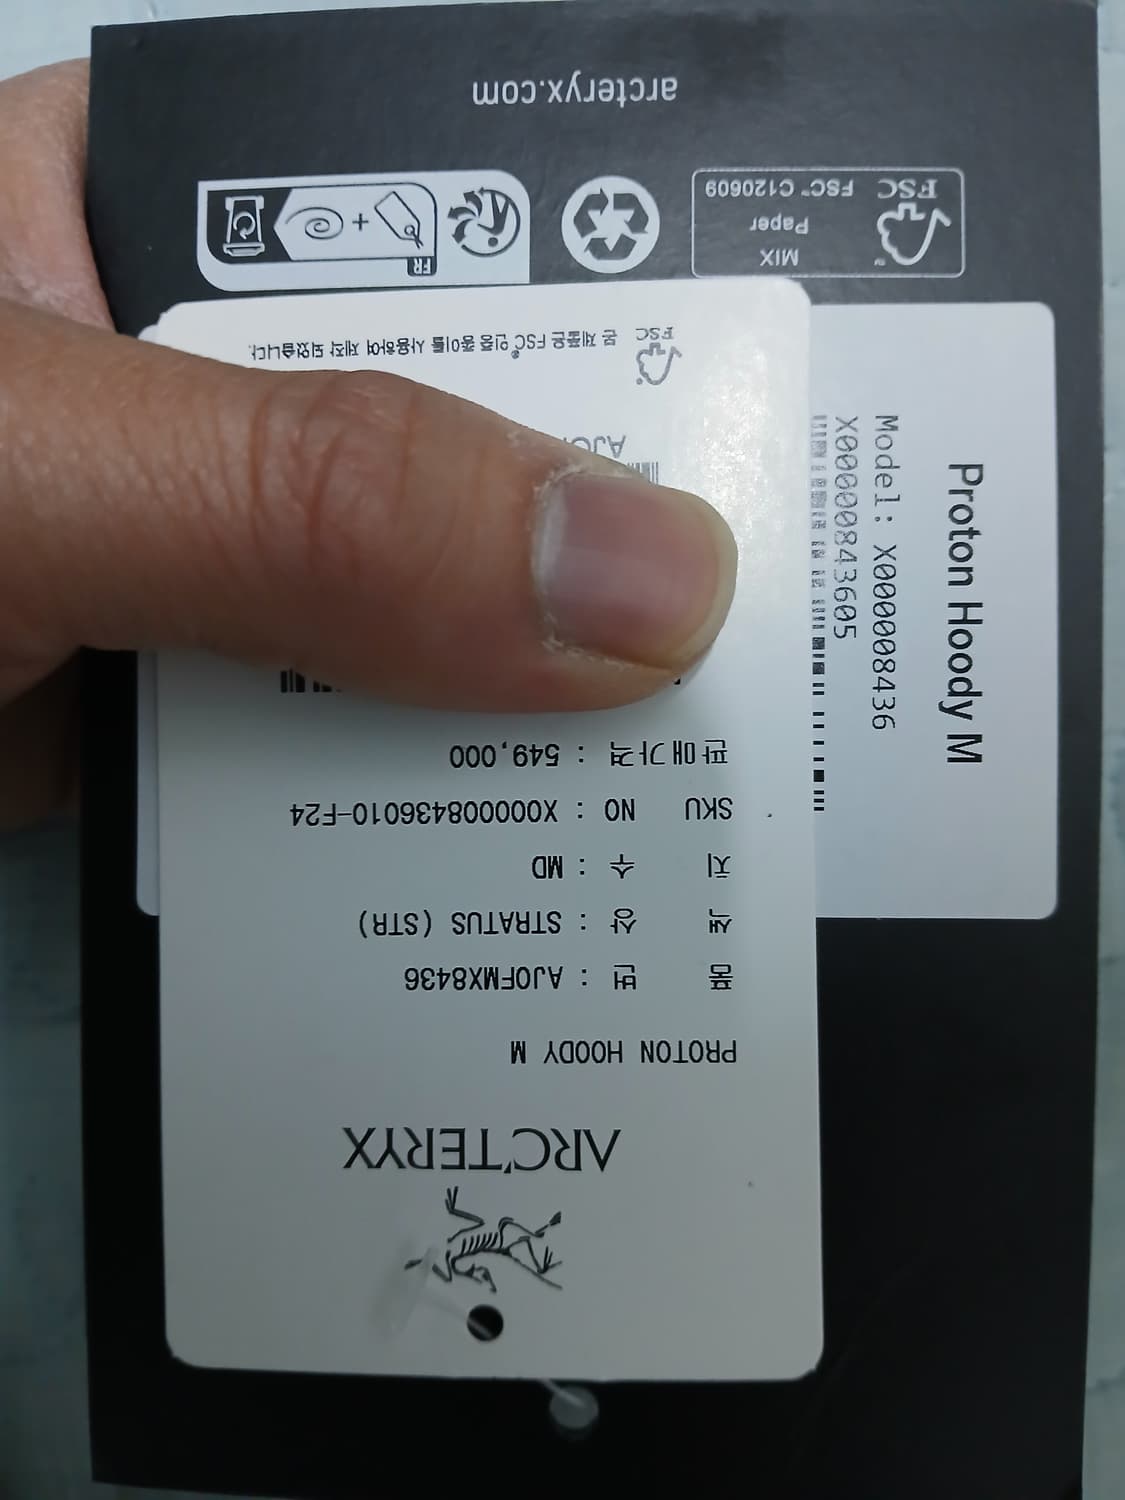 ARC'TERYX
PROTON HOODY M
품 번 : AJOFMX8436
색 상 : STRATUS (STR)
치 수 : MD
SKU NO : X000008436010-F24
판매가격 : 549,000
FSC 본 제품은 FSC® 인증 종이를 사용하여 제작 되었습니다.
Proton Hoody M
Model: X000008436
X00000843605
FR
MIX
Paper
FSC FSC™ C120609
arcteryx.com